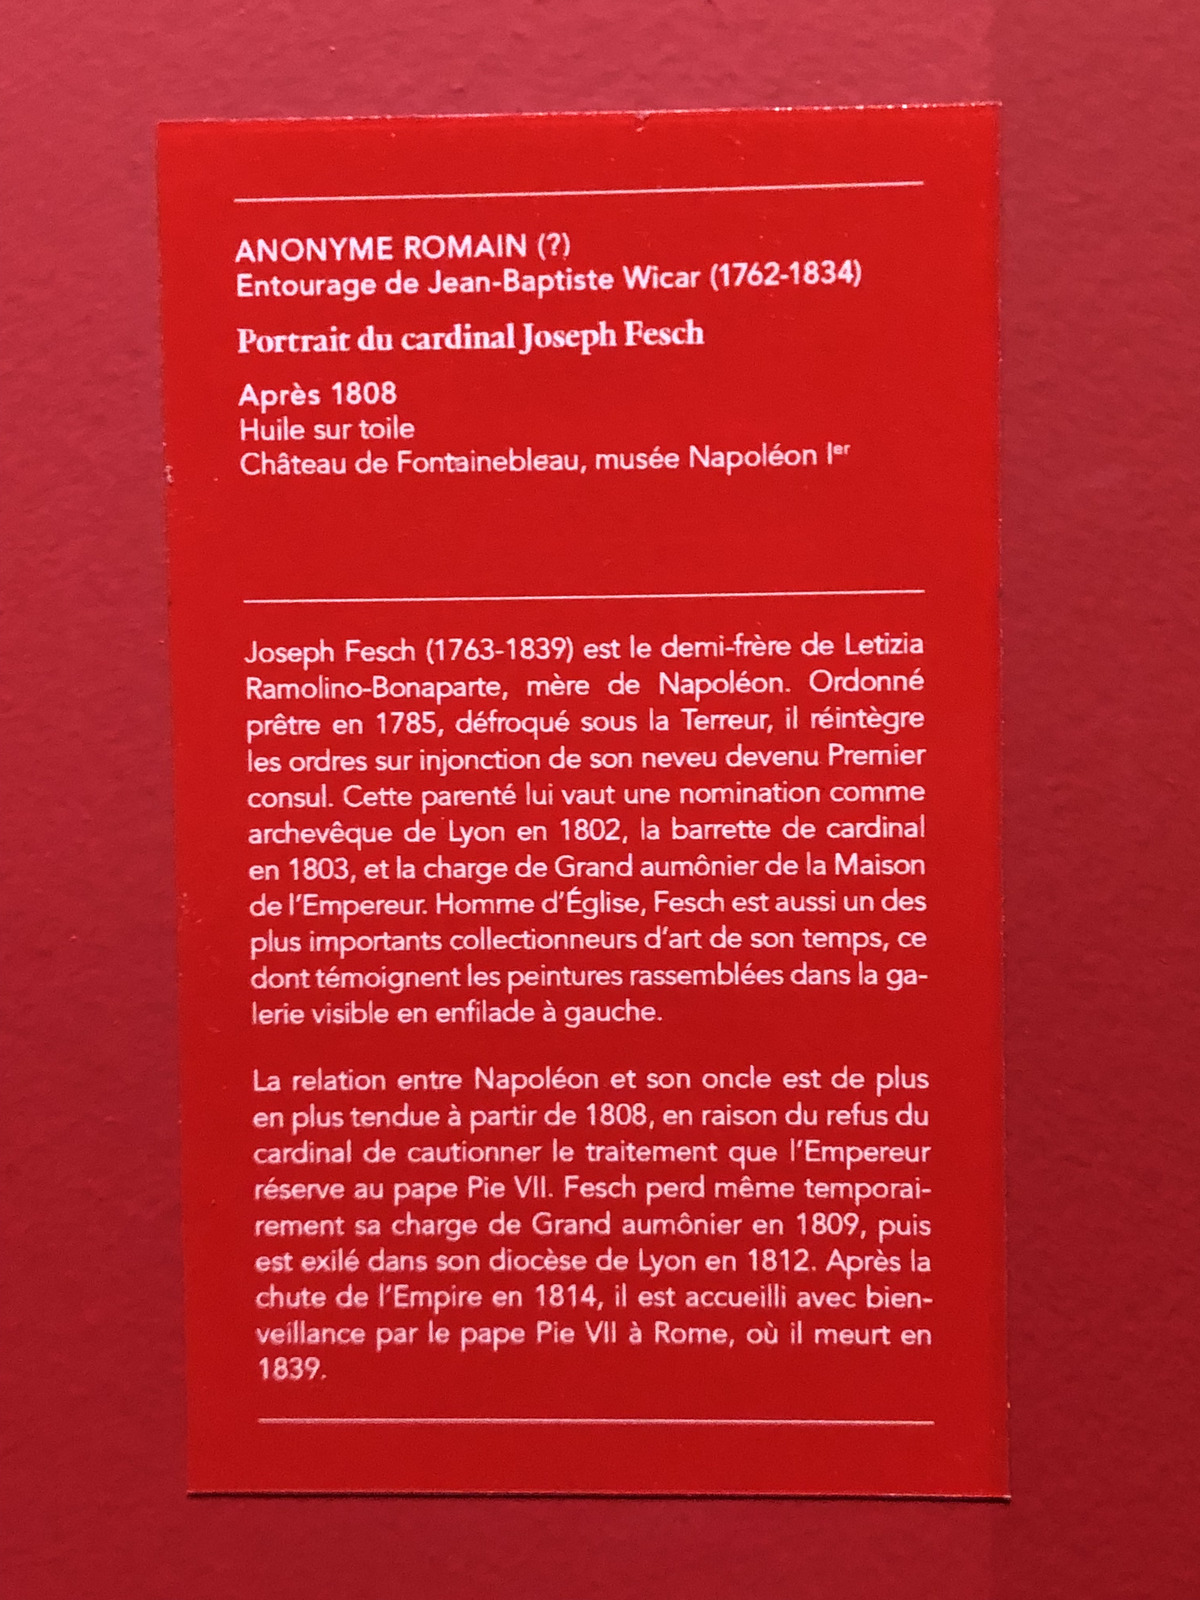 ANONYME ROMAIN (?)
Entourage de Jean-Baptiste Wicar (1762-1834)
Portrait du cardinal Joseph Fesch
Après 1808
Huile sur toile
Château de Fontainebleau, musée Napoléon Ier
Joseph Fesch (1763-1839) est le demi-frère de Letizia
Ramolino-Bonaparte, mère de Napoléon. Ordonné
prêtre en 1785, défroqué sous la Terreur, il réintègre
les ordres sur injonction de son neveu devenu Premier
consul. Cette parenté lui vaut une nomination comme
archevêque de Lyon en 1802, la barrette de cardinal
en 1803, et la charge de Grand aumônier de la Maison
de l'Empereur. Homme d'Église, Fesch est aussi un des
plus importants collectionneurs d'art de son temps, ce
dont témoignent les peintures rassemblées dans la ga-
lerie visible en enfilade à gauche.
La relation entre Napoléon et son oncle est de plus
en plus tendue à partir de 1808, en raison du refus du
cardinal de cautionner le traitement que l'Empereur
réserve au pape Pie VII. Fesch perd même temporai-
rement sa charge de Grand aumônier en 1809, puis
est exilé dans son diocèse de Lyon en 1812. Après la
chute de l'Empire en 1814, il est accueilli avec bien-
veillance par le pape Pie VII à Rome, où il meurt en
1839.